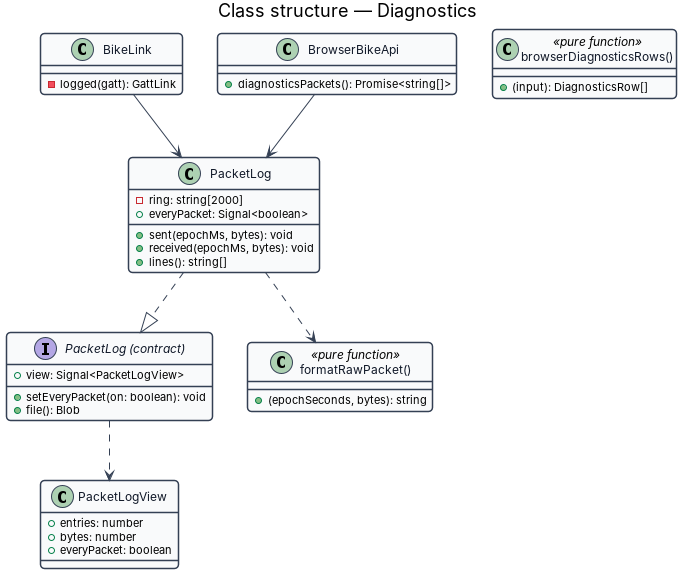 Class structure — Diagnostics
C BikeLink
logged(gatt): GattLink
C BrowserBikeApi
diagnosticsPackets(): Promise<string[]>
C «pure function»
browserDiagnosticsRows()
(input): DiagnosticsRow[]
C PacketLog
ring: string[2000]
everyPacket: Signal<boolean>
sent(epochMs, bytes): void
received(epochMs, bytes): void
lines(): string[]
I PacketLog (contract)
view: Signal<PacketLogView>
setEveryPacket(on: boolean): void
file(): Blob
C «pure function»
formatRawPacket()
(epochSeconds, bytes): string
C PacketLogView
entries: number
bytes: number
everyPacket: boolean